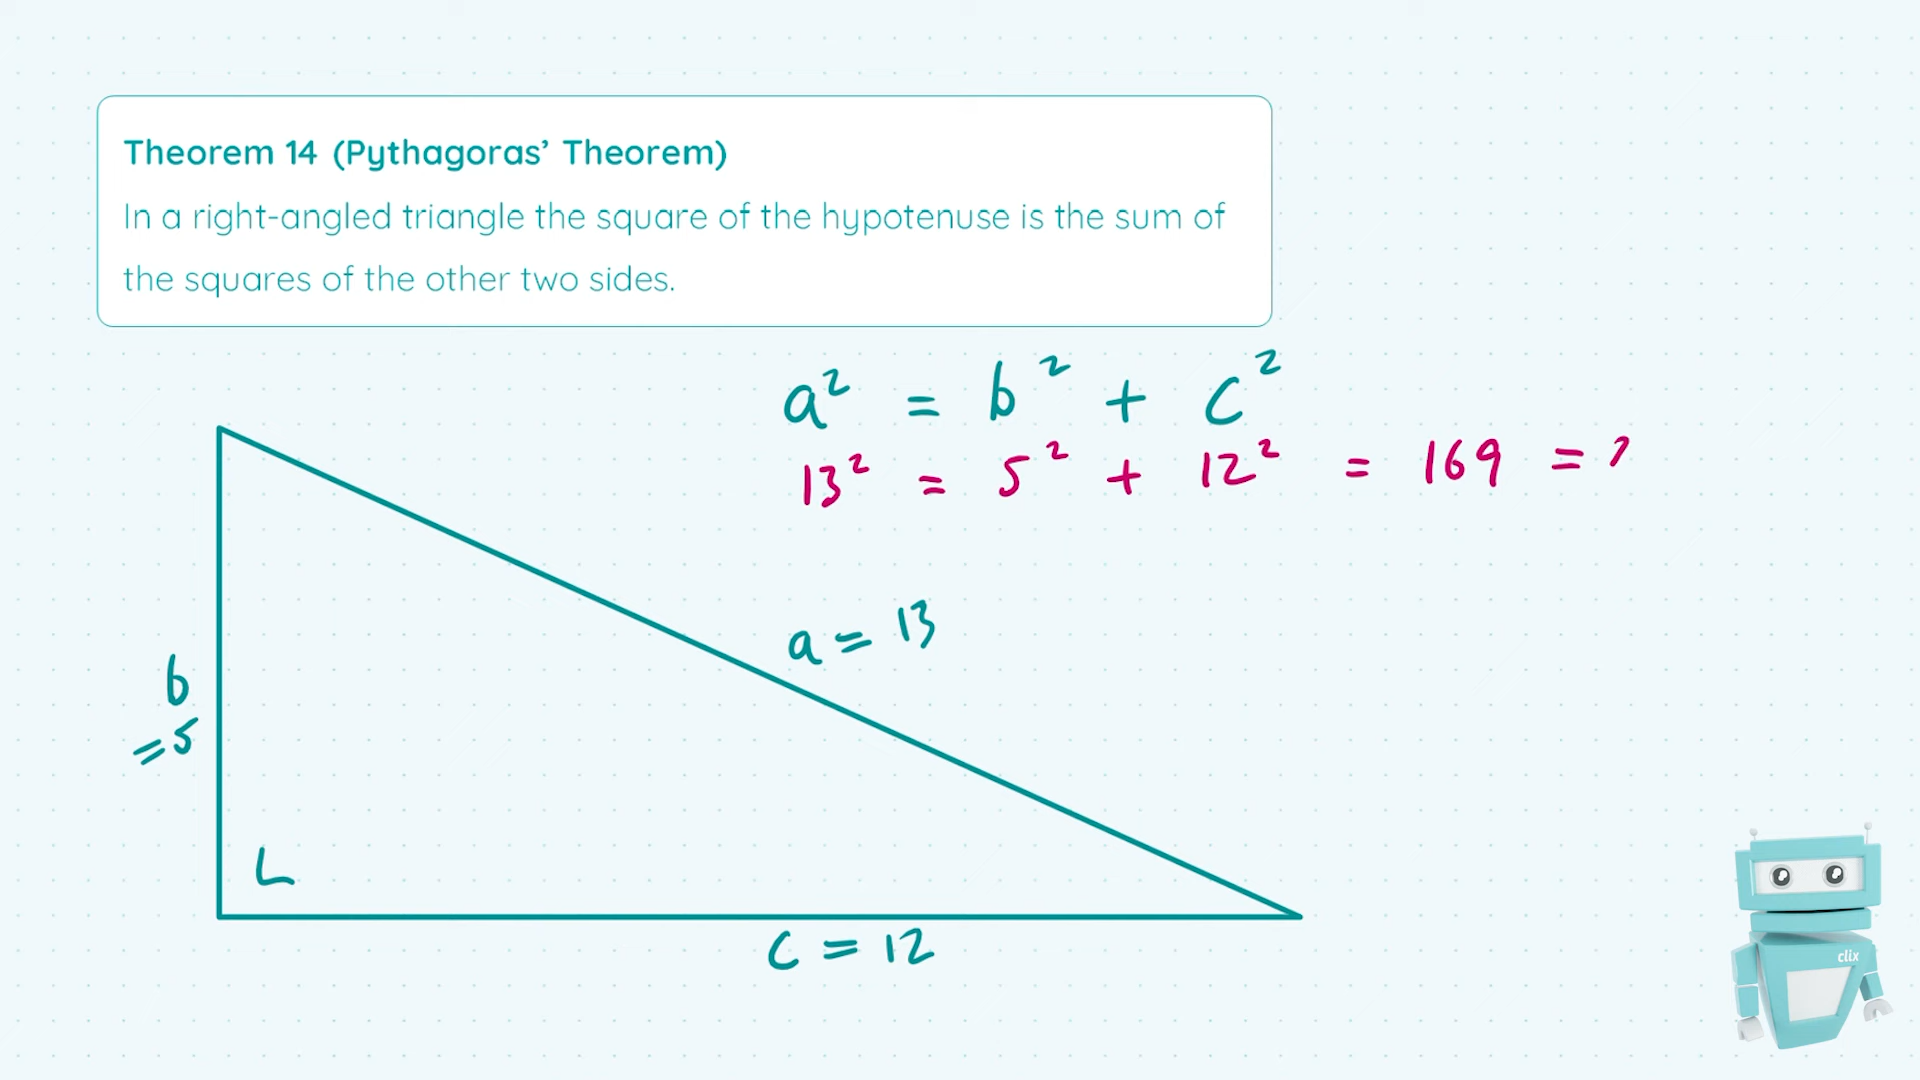 Theorem 14 (Pythagoras’ Theorem)
In a right-angled triangle the square of the hypotenuse is the sum of
the squares of the other two sides.
a² = b² + c²
13² = 5² + 12² = 169 =
a = 13
b
= 5
c = 12
clix